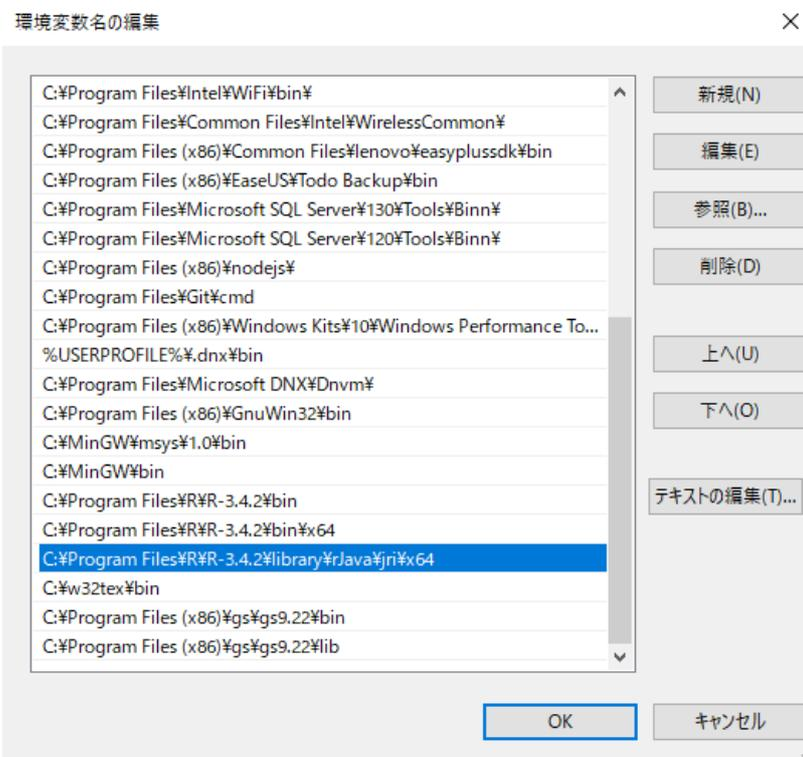 環境変数名の編集
C:¥Program Files¥Intel¥WiFi¥bin¥
C:¥Program Files¥Common Files¥Intel¥WirelessCommon¥
C:¥Program Files (x86)¥Common Files¥lenovo¥easyplussdk¥bin
C:¥Program Files (x86)¥EaseUS¥Todo Backup¥bin
C:¥Program Files¥Microsoft SQL Server¥130¥Tools¥Binn¥
C:¥Program Files¥Microsoft SQL Server¥120¥Tools¥Binn¥
C:¥Program Files (x86)¥nodejs¥
C:¥Program Files¥Git¥cmd
C:¥Program Files (x86)¥Windows Kits¥10¥Windows Performance To...
%USERPROFILE%¥.dnx¥bin
C:¥Program Files¥Microsoft DNX¥Dnvm¥
C:¥Program Files (x86)¥GnuWin32¥bin
C:¥MinGW¥msys¥1.0¥bin
C:¥MinGW¥bin
C:¥Program Files¥R¥R-3.4.2¥bin
C:¥Program Files¥R¥R-3.4.2¥bin¥x64
C:¥Program Files¥R¥R-3.4.2¥library¥rJava¥jri¥x64
C:¥w32tex¥bin
C:¥Program Files (x86)¥gs¥gs9.22¥bin
C:¥Program Files (x86)¥gs¥gs9.22¥lib
新規(N)
編集(E)
参照(B)...
削除(D)
上へ(U)
下へ(O)
テキストの編集(T)...
OK
キャンセル